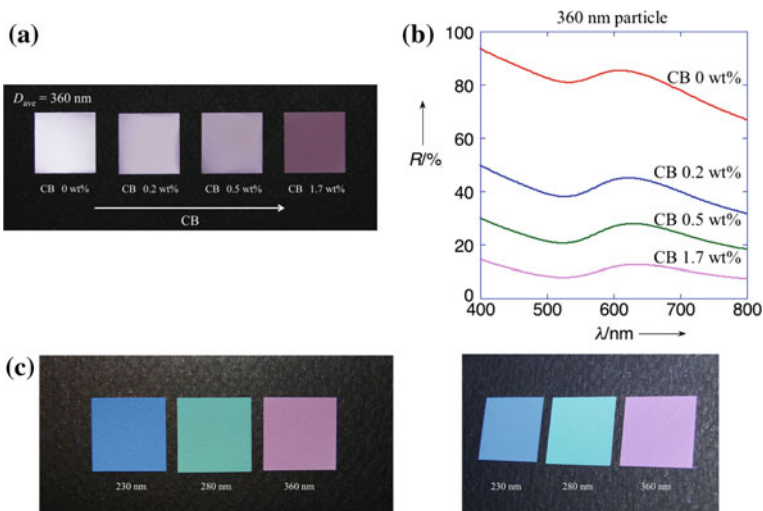 (a)
D_ave = 360 nm
CB 0 wt% CB 0.2 wt% CB 0.5 wt% CB 1.7 wt%
CB
(b)
360 nm particle
100
80
60
40
20
0
R/%
CB 0 wt%
CB 0.2 wt%
CB 0.5 wt%
CB 1.7 wt%
400 500 600 700 800
λ/nm
(c)
230 nm 280 nm 360 nm
230 nm 280 nm 360 nm